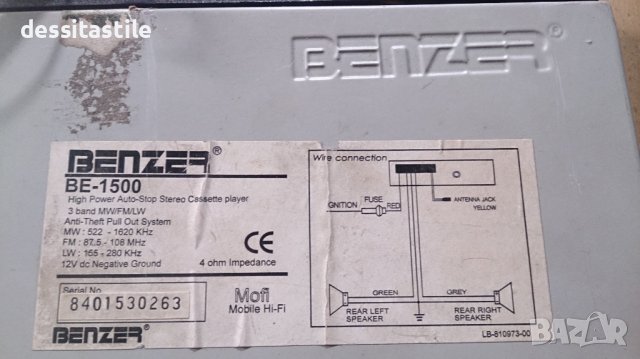 dessitastile
BENZER®
BENZER®
BE-1500
High Power Auto-Stop Stereo Cassette player
3 band MW/FM/LW
Anti-Theft Pull Out System
MW : 522 - 1620 KHz
FM : 87.5 - 108 MHz
LW : 155 - 280 KHz
12V dc Negative Ground
4 ohm Impedance
CE
Serial No
8401530263
Mofi
Mobile Hi-Fi
BENZER®
Wire connection
IGNITION
FUSE
RED
ANTENNA JACK
YELLOW
GREEN
GREY
REAR LEFT
SPEAKER
REAR RIGHT
SPEAKER
LB-810973-00
BAZAR